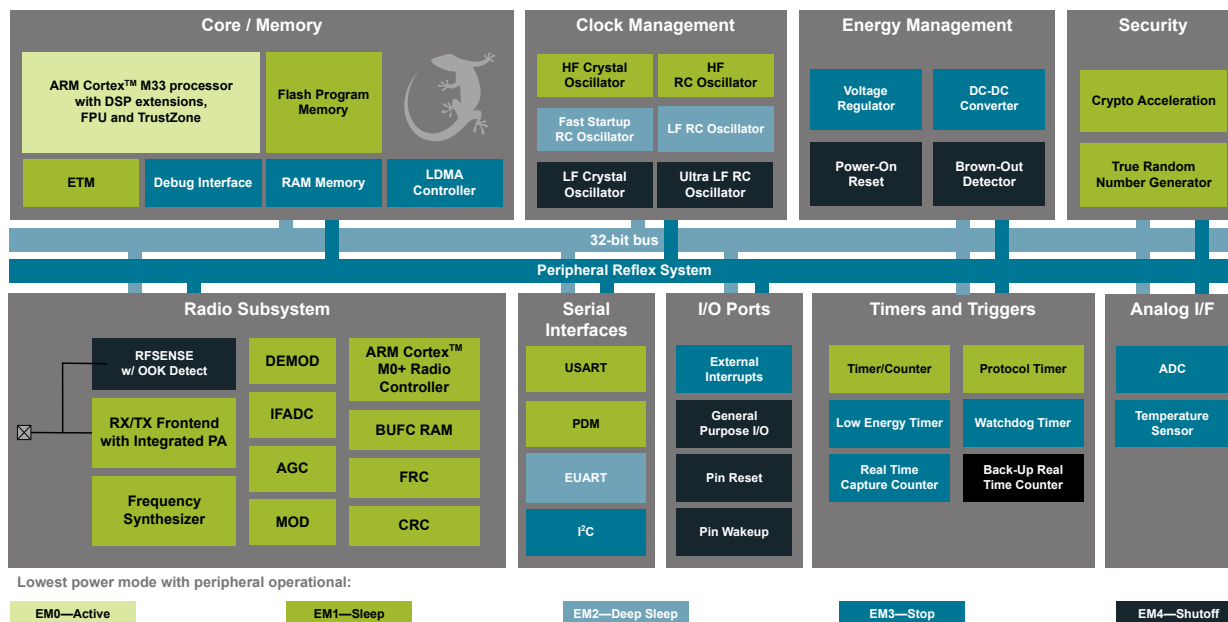 Core / Memory
ARM Cortex™ M33 processor
with DSP extensions,
FPU and TrustZone
Flash Program
Memory
ETM
Debug Interface
RAM Memory
LDMA
Controller
Clock Management
HF Crystal
Oscillator
HF
RC Oscillator
Fast Startup
RC Oscillator
LF RC Oscillator
LF Crystal
Oscillator
Ultra LF RC
Oscillator
Energy Management
Voltage
Regulator
DC-DC
Converter
Power-On
Reset
Brown-Out
Detector
Security
Crypto Acceleration
True Random
Number Generator
32-bit bus
Peripheral Reflex System
Radio Subsystem
RFSENSE
w/ OOK Detect
RX/TX Frontend
with Integrated PA
Frequency
Synthesizer
DEMOD
IFADC
AGC
MOD
ARM Cortex™
M0+ Radio
Controller
BUFC RAM
FRC
CRC
Serial
Interfaces
USART
PDM
EUART
I²C
I/O Ports
External
Interrupts
General
Purpose I/O
Pin Reset
Pin Wakeup
Timers and Triggers
Timer/Counter
Protocol Timer
Low Energy Timer
Watchdog Timer
Real Time
Capture Counter
Back-Up Real
Time Counter
Analog I/F
ADC
Temperature
Sensor
Lowest power mode with peripheral operational:
EM0—Active
EM1—Sleep
EM2—Deep Sleep
EM3—Stop
EM4—Shutoff